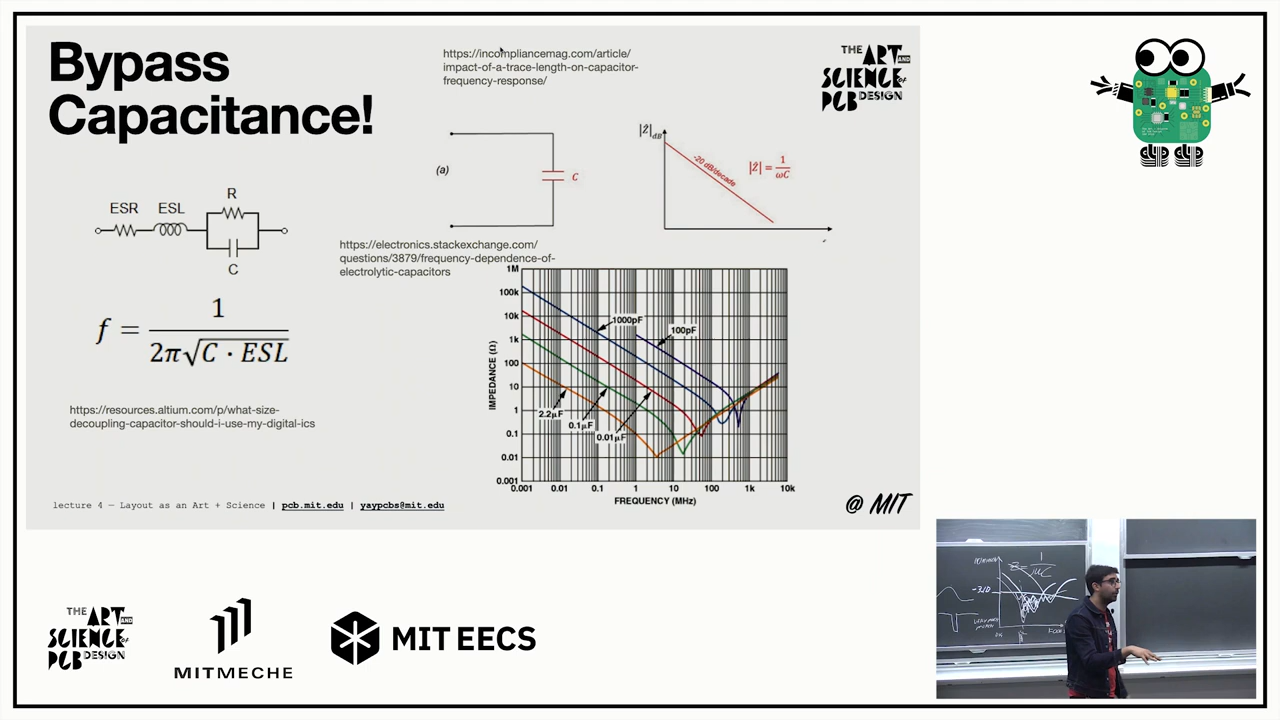 Bypass
Capacitance!
https://incompliancemag.com/article/
impact-of-a-trace-length-on-capacitor-
frequency-response/
THE ART AND
SCIENCE of
PCB DESIGN
(a)
C
|Ẑ|dB
-20 dB/decade
|Ẑ| = 1/ωC
ESR ESL R
C
f = 1/2π√C · ESL
https://electronics.stackexchange.com/
questions/3879/frequency-dependence-of-
electrolytic-capacitors
1M
100k
10k
1k
100
10
1
0.1
0.01
0.001
IMPEDANCE (Ω)
1000pF
100pF
2.2μF
0.1μF
0.01μF
0.001 0.01 0.1 1 10 100 1k 10k
FREQUENCY (MHz)
https://resources.altium.com/p/what-size-
decoupling-capacitor-should-i-use-my-digital-ics
lecture 4 — Layout as an Art + Science | pcb.mit.edu | yaypcbs@mit.edu
@ MIT
THE ART AND
SCIENCE of
PCB DESIGN
MITMECHE
MIT EECS